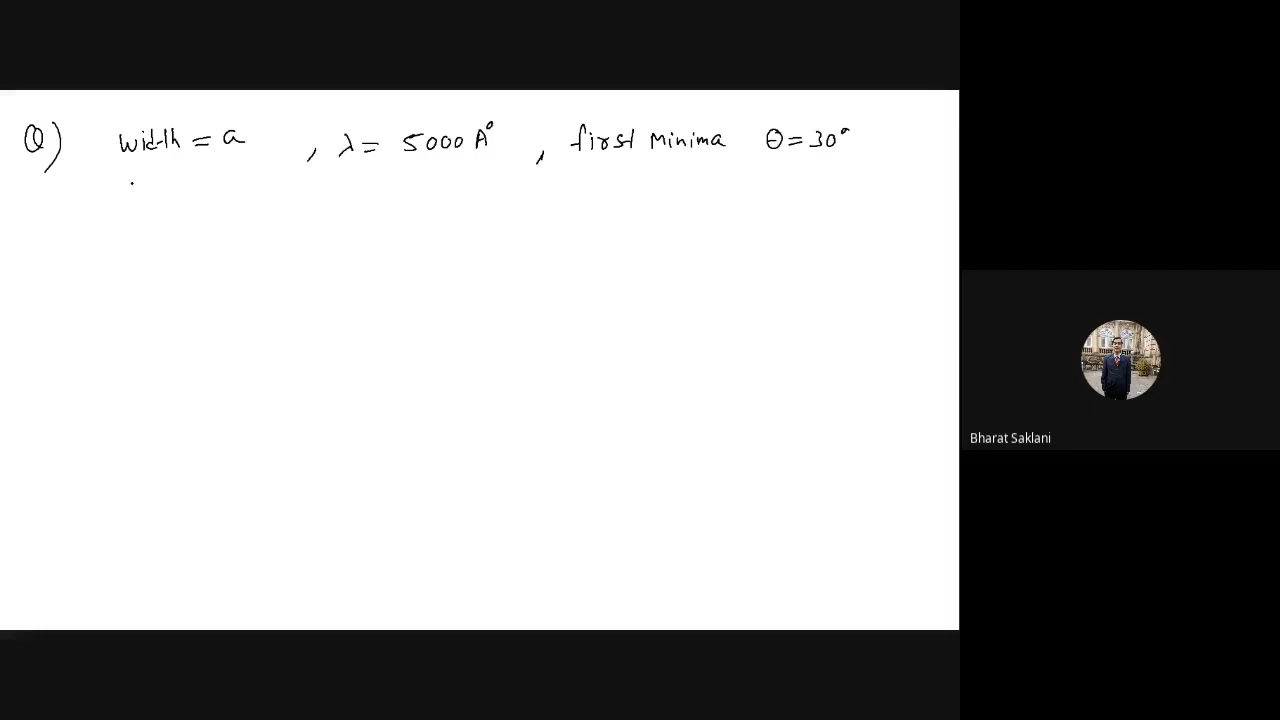 Q) width = a , λ = 5000 A° , first Minima θ = 30°
Bharat Saklani